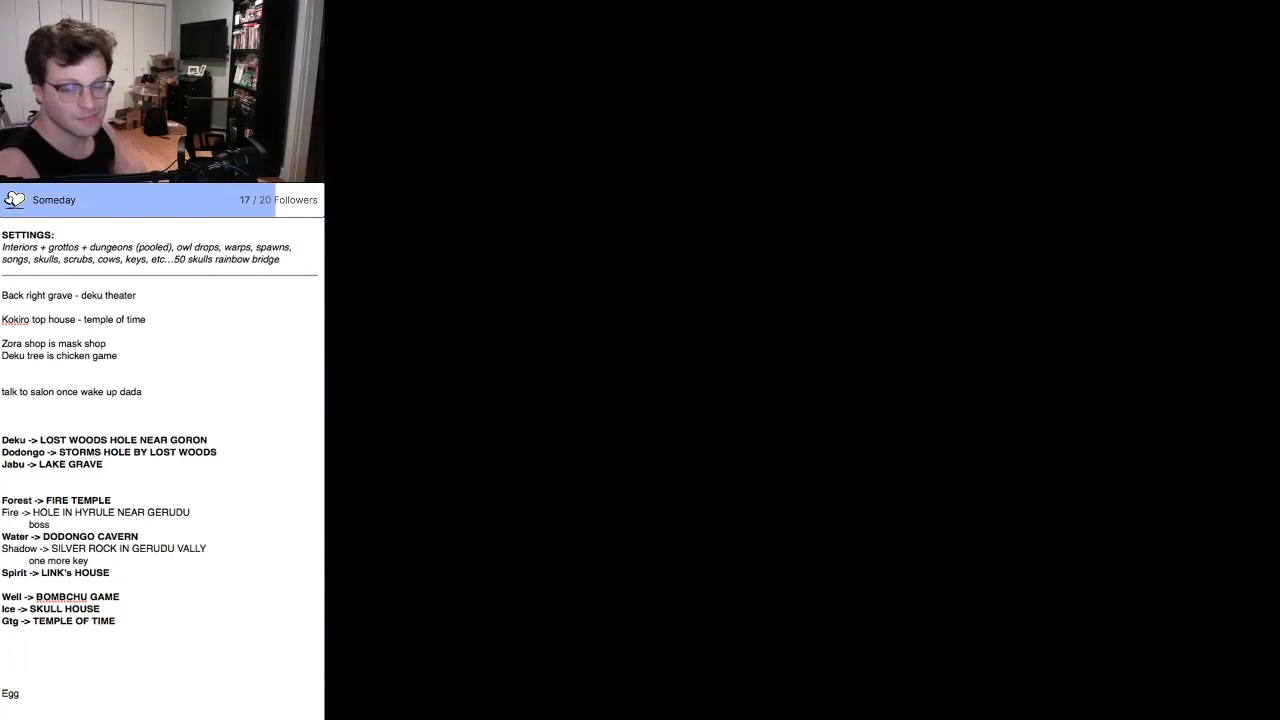 Someday
17 / 20 Followers
SETTINGS:
Interiors + grottos + dungeons (pooled), owl drops, warps, spawns,
songs, skulls, scrubs, cows, keys, etc...50 skulls rainbow bridge
Back right grave - deku theater
Kokiro top house - temple of time
Zora shop is mask shop
Deku tree is chicken game
talk to salon once wake up dada
Deku -> LOST WOODS HOLE NEAR GORON
Dodongo -> STORMS HOLE BY LOST WOODS
Jabu -> LAKE GRAVE
Forest -> FIRE TEMPLE
Fire -> HOLE IN HYRULE NEAR GERUDU
boss
Water -> DODONGO CAVERN
Shadow -> SILVER ROCK IN GERUDU VALLY
one more key
Spirit -> LINK's HOUSE
Well -> BOMBCHU GAME
Ice -> SKULL HOUSE
Gtg -> TEMPLE OF TIME
Egg